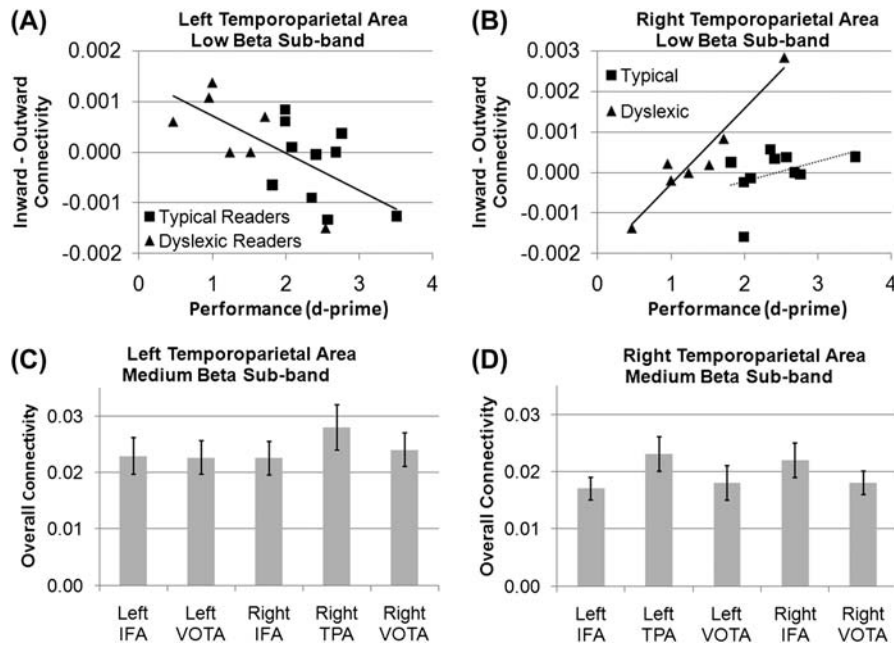 (A)
Left Temporoparietal Area
Low Beta Sub-band
Inward - Outward
Connectivity
0.002
0.001
0.000
-0.001
-0.002
Typical Readers
Dyslexic Readers
0 1 2 3 4
Performance (d-prime)
(B)
Right Temporoparietal Area
Low Beta Sub-band
Inward - Outward
Connectivity
0.003
0.002
0.001
0.000
-0.001
-0.002
Typical
Dyslexic
0 1 2 3 4
Performance (d-prime)
(C)
Left Temporoparietal Area
Medium Beta Sub-band
Overall Connectivity
0.03
0.02
0.01
0.00
Left Left Right Right Right
IFA VOTA IFA TPA VOTA
(D)
Right Temporoparietal Area
Medium Beta Sub-band
Overall Connectivity
0.03
0.02
0.01
0.00
Left Left Left Right Right
IFA TPA VOTA IFA VOTA